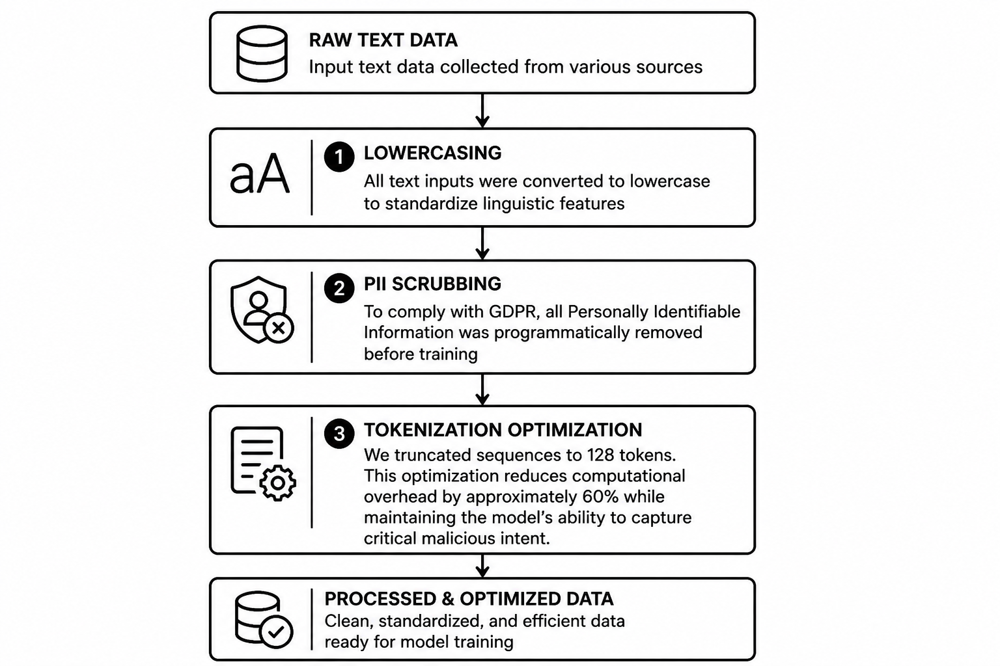 RAW TEXT DATA
Input text data collected from various sources
aA
1
LOWERCASING
All text inputs were converted to lowercase
to standardize linguistic features
2
PII SCRUBBING
To comply with GDPR, all Personally Identifiable
Information was programmatically removed
before training
3
TOKENIZATION OPTIMIZATION
We truncated sequences to 128 tokens.
This optimization reduces computational
overhead by approximately 60% while
maintaining the model’s ability to capture
critical malicious intent.
PROCESSED & OPTIMIZED DATA
Clean, standardized, and efficient data
ready for model training